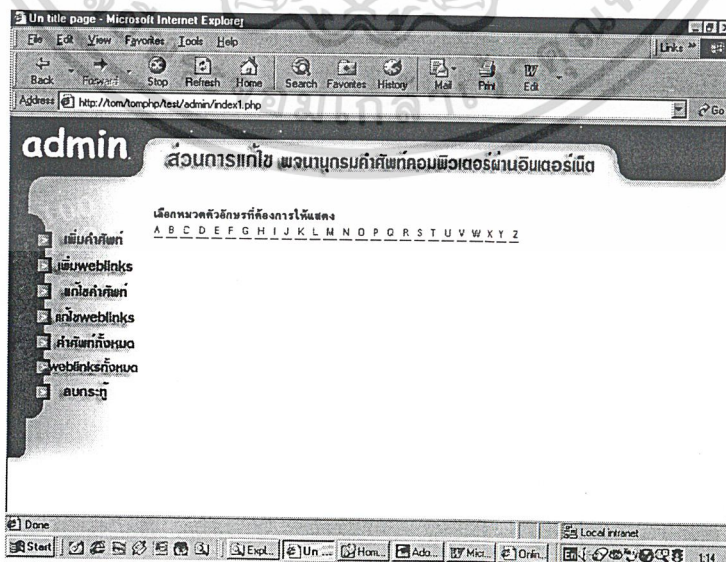 Un title page - Microsoft Internet Explorer
File Edit View Favorites Tools Help
Links »
Back Forward Stop Refresh Home Search Favorites History Mail Print Edit
Address http://tom/tomphp/test/admin/index1.php Go
admin
ส่วนการแก้ไข พจนานุกรมคำศัพท์คอมพิวเตอร์ผ่านอินเตอร์เน็ต
เลือกหมวดตัวอักษรที่ต้องการให้แสดง
A B C D E F G H I J K L M N O P Q R S T U V W X Y Z
เพิ่มคำศัพท์
เพิ่มweblinks
แก้ไขคำศัพท์
แก้ไขweblinks
คำศัพท์ทั้งหมด
weblinksทั้งหมด
ลบกระทู้
Done Local intranet
Start Expl... Un ... Hom... Ado... Micr... Onlin... 1:14